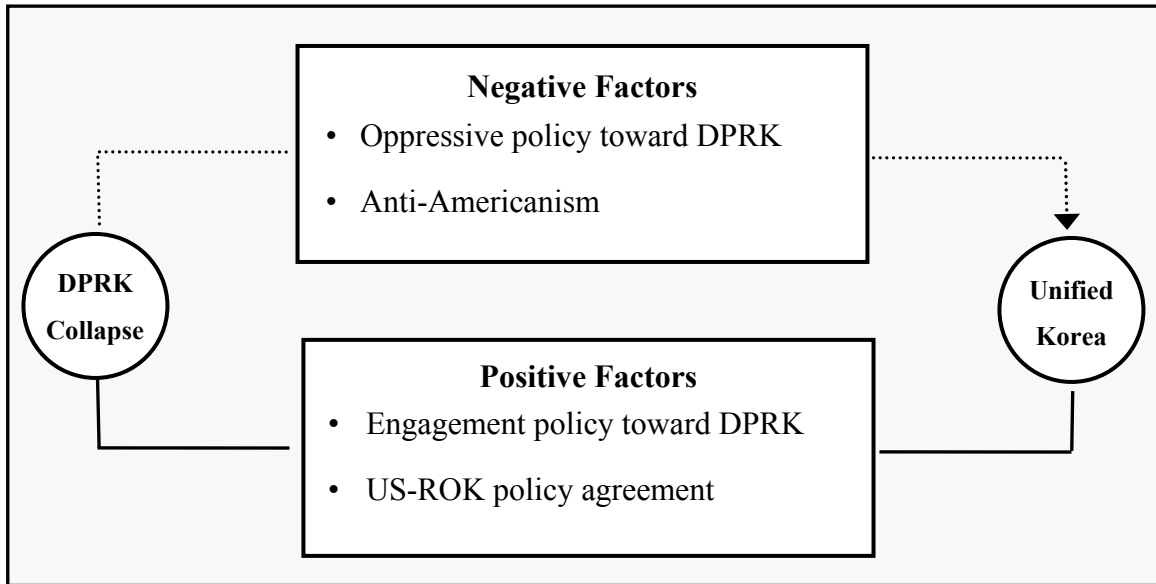 Negative Factors
• Oppressive policy toward DPRK
• Anti-Americanism
DPRK
Collapse
Unified
Korea
Positive Factors
• Engagement policy toward DPRK
• US-ROK policy agreement